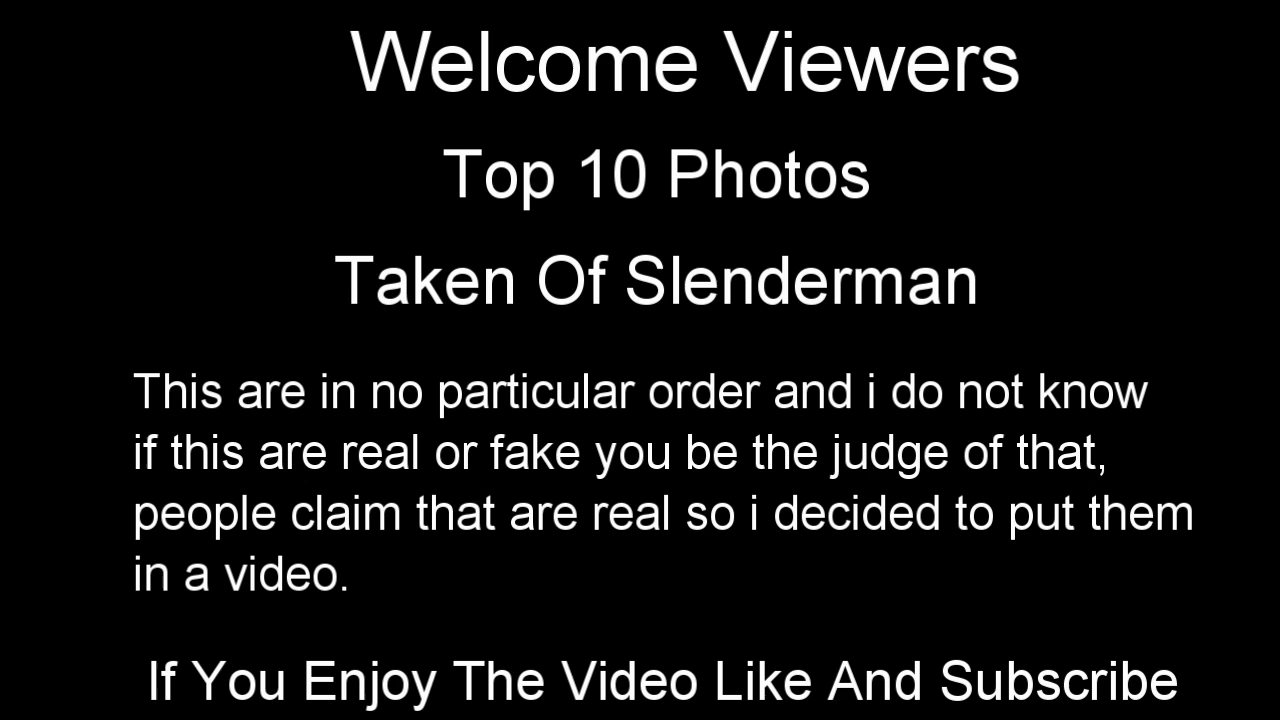 Welcome Viewers
Top 10 Photos
Taken Of Slenderman
This are in no particular order and i do not know
if this are real or fake you be the judge of that,
people claim that are real so i decided to put them
in a video.
If You Enjoy The Video Like And Subscribe